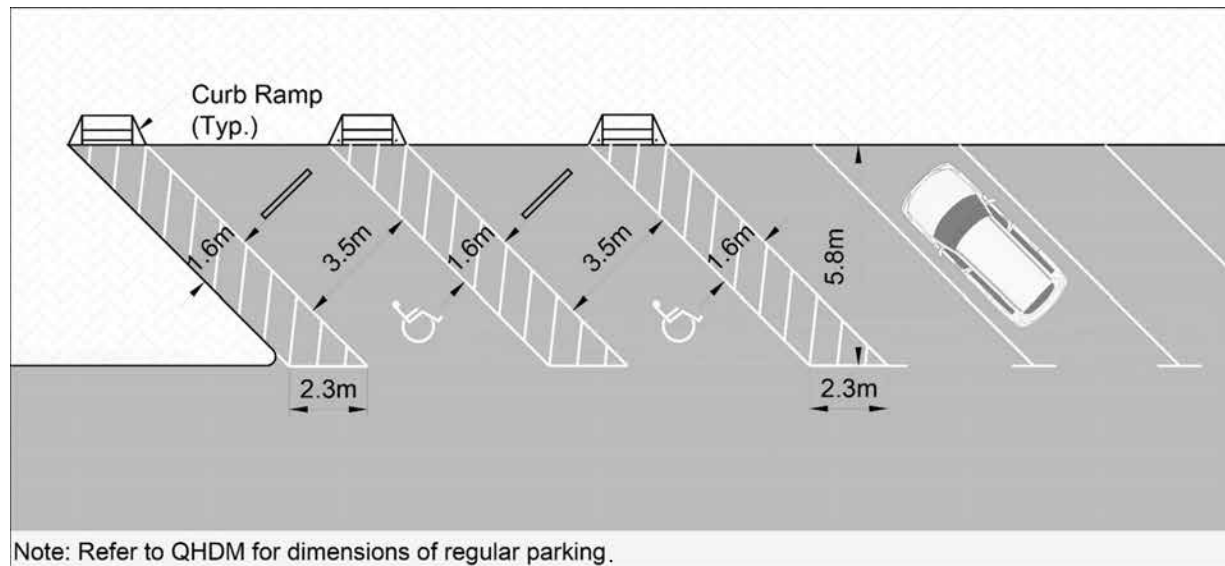 Curb Ramp
(Typ.)
1.6m
3.5m
1.6m
3.5m
1.6m
5.8m
2.3m
2.3m
Note: Refer to QHDM for dimensions of regular parking.